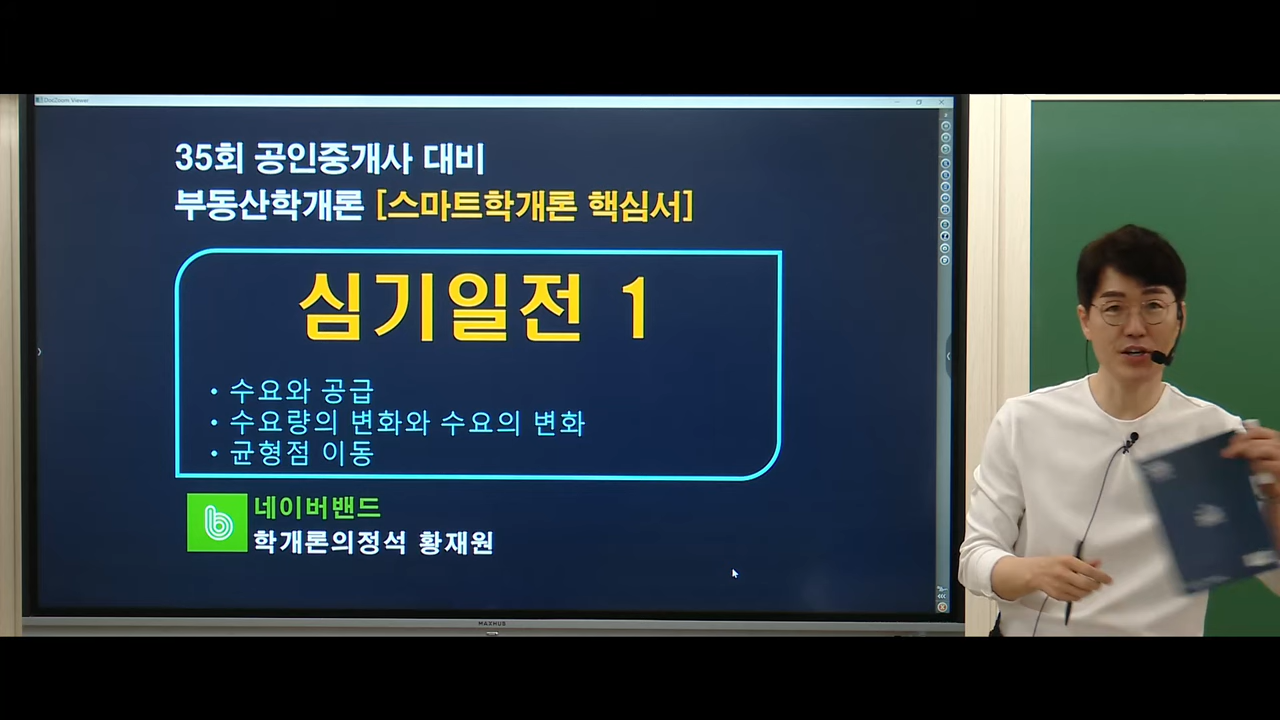 DocZoom Viewer
35회 공인중개사 대비
부동산학개론 [스마트학개론 핵심서]
심기일전 1
• 수요와 공급
• 수요량의 변화와 수요의 변화
• 균형점 이동
네이버밴드
학개론의정석 황재원
MAXHUB